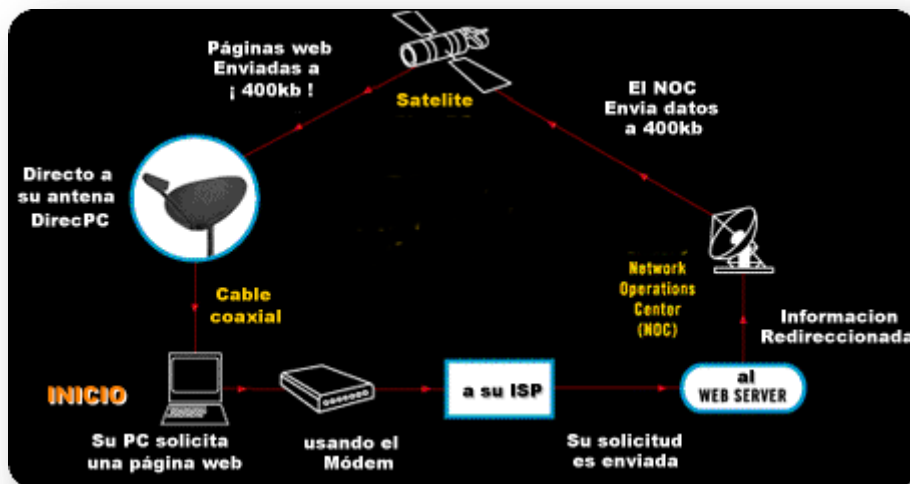 Páginas web
Enviadas a
¡ 400kb !
Satelite
El NOC
Envia datos
a 400kb
Directo a
su antena
DirecPC
Cable
coaxial
Network
Operations
Center
(NOC)
Informacion
Redireccionada
INICIO
a su ISP
al
WEB SERVER
Su PC solicita
una página web
usando el
Módem
Su solicitud
es enviada